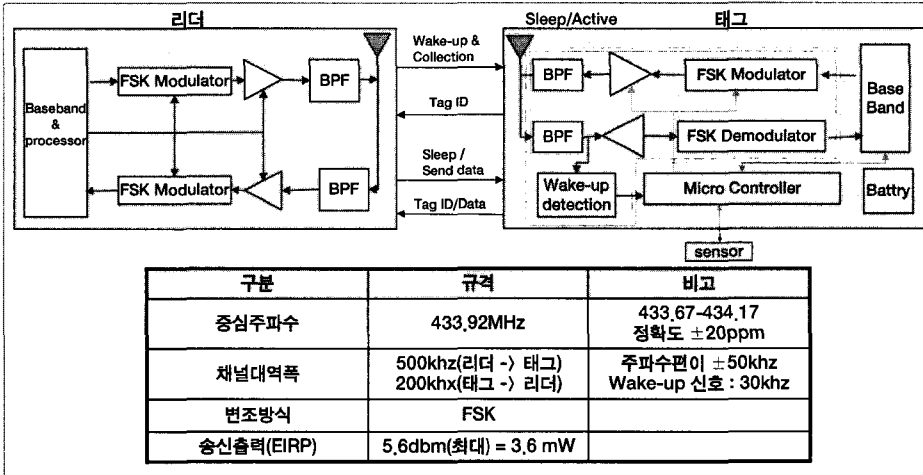 리더
Sleep/Active
태그
Baseband
&
processor
FSK Modulator
BPF
FSK Modulator
BPF
Wake-up &
Collection
Tag ID
Sleep /
Send data
Tag ID/Data
BPF
FSK Modulator
Base
Band
BPF
FSK Demodulator
Wake-up
detection
Micro Controller
Battry
sensor
구분
규격
비고
중심주파수
433.92MHz
433.67-434.17
정확도 ±20ppm
채널대역폭
500khz(리더 -> 태그)
200khx(태그 -> 리더)
주파수편이 ±50khz
Wake-up 신호 : 30khz
변조방식
FSK
송신출력(EIRP)
5.6dbm(최대) = 3.6 mW